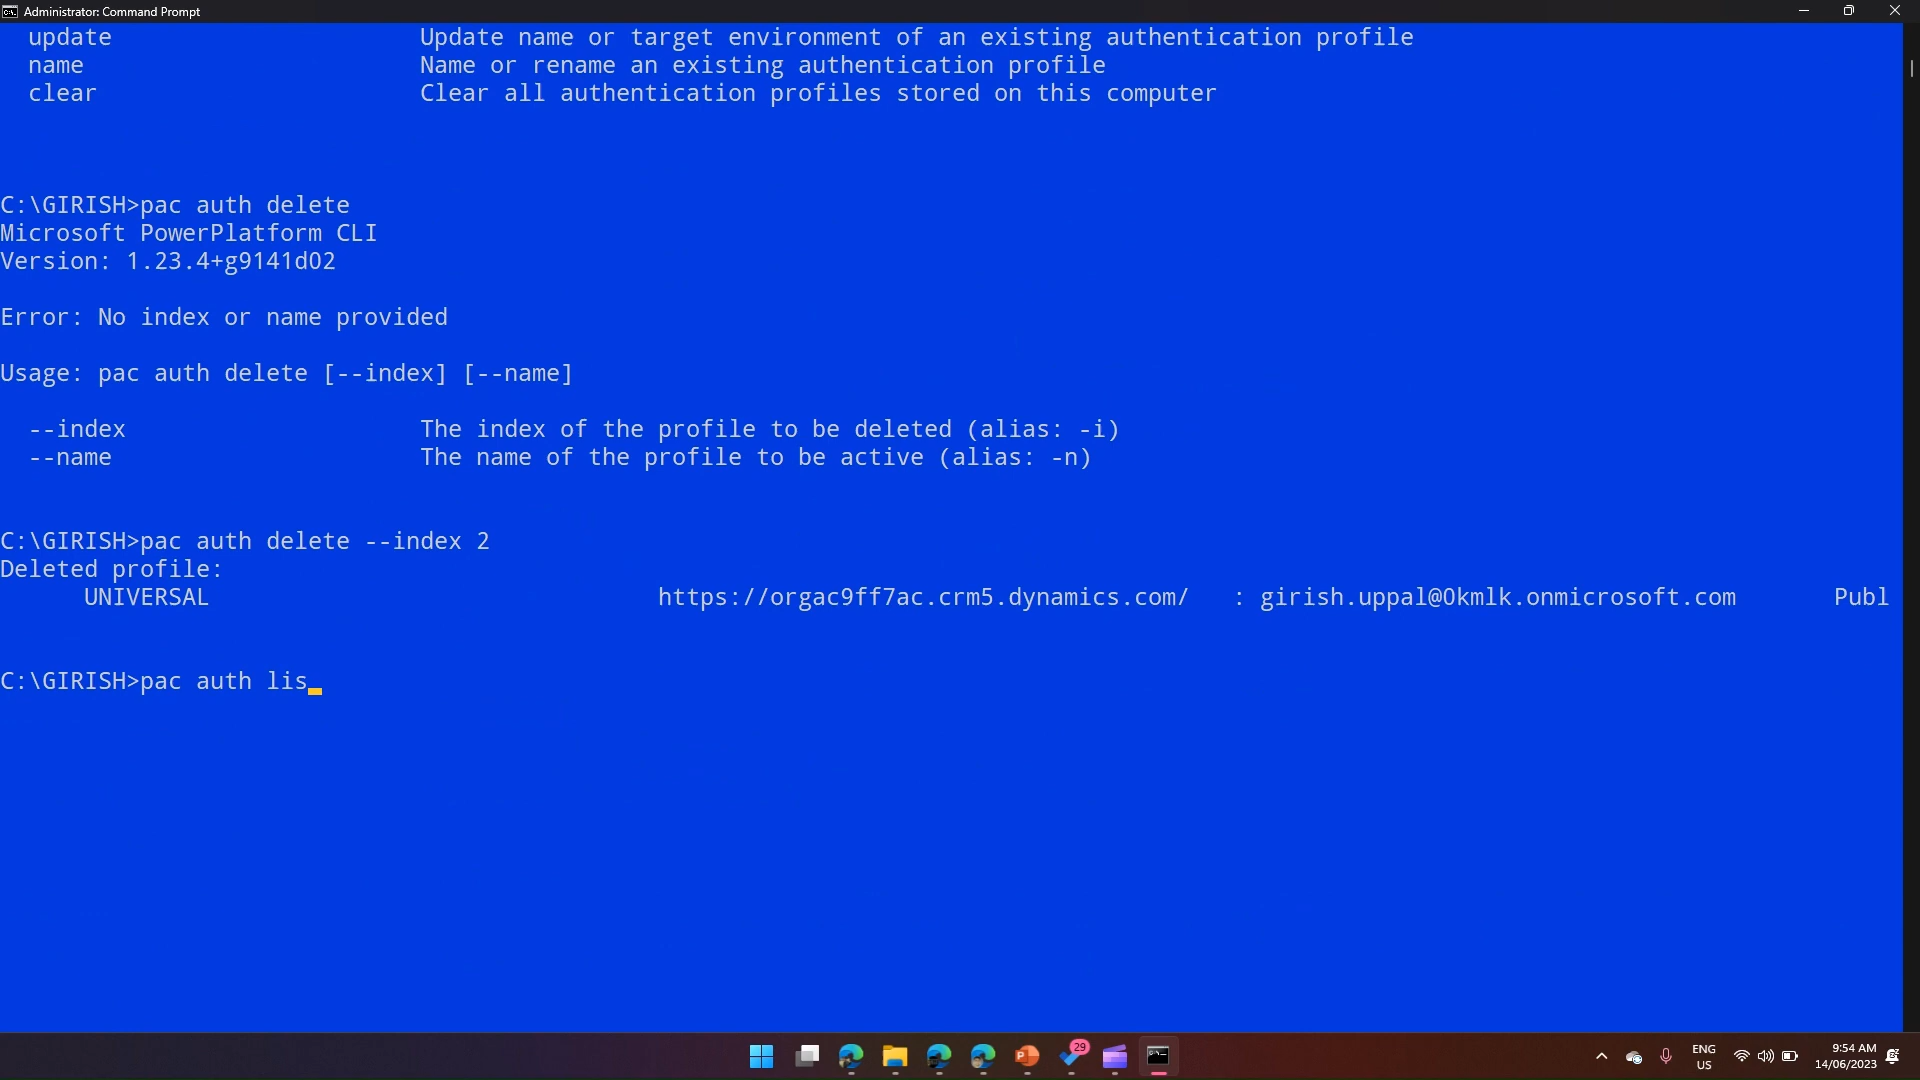 Administrator: Command Prompt
update Update name or target environment of an existing authentication profile
name Name or rename an existing authentication profile
clear Clear all authentication profiles stored on this computer
C:\GIRISH>pac auth delete
Microsoft PowerPlatform CLI
Version: 1.23.4+g9141d02
Error: No index or name provided
Usage: pac auth delete [--index] [--name]
--index The index of the profile to be deleted (alias: -i)
--name The name of the profile to be active (alias: -n)
C:\GIRISH>pac auth delete --index 2
Deleted profile:
UNIVERSAL https://orgac9ff7ac.crm5.dynamics.com/ : girish.uppal@0kmlk.onmicrosoft.com Publ
C:\GIRISH>pac auth lis
29
ENG
US
9:54 AM
14/06/2023